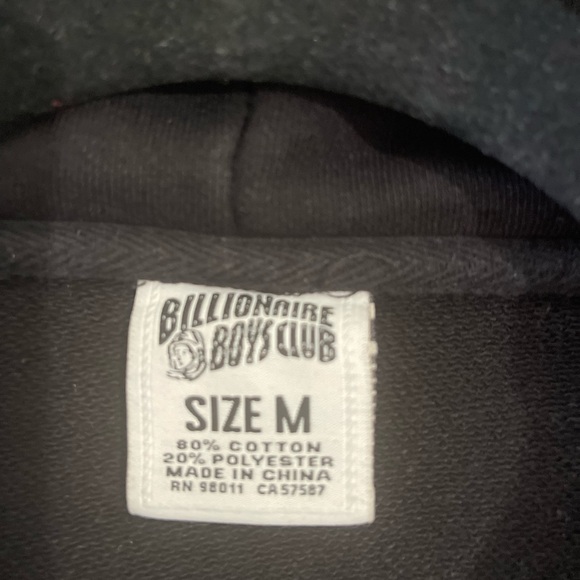 BILLIONAIRE
BOYS CLUB
SIZE M
80% COTTON
20% POLYESTER
MADE IN CHINA
RN 98011 CA57587